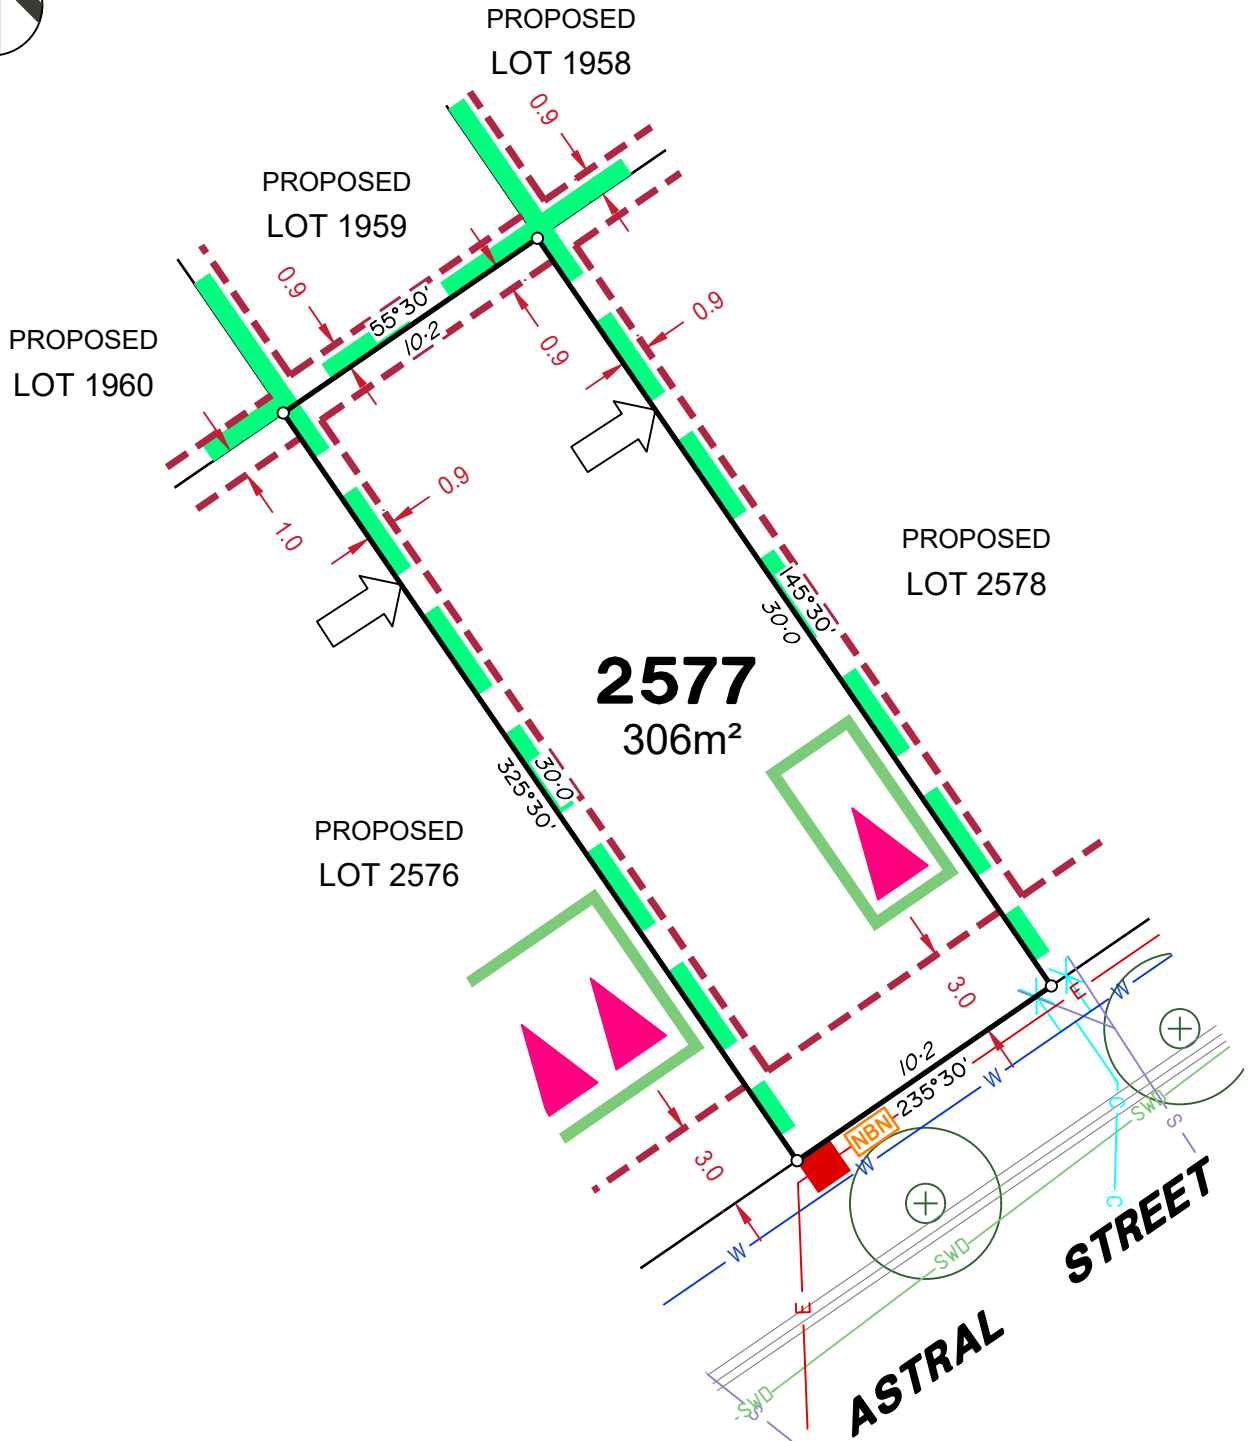 PROPOSED
LOT 1958
0.9
PROPOSED
LOT 1959
0.9
55°30'
10·2
0.9
0.9
PROPOSED
LOT 1960
1.0
0.9
PROPOSED
LOT 2578
145°30'
30·0
2577
306m²
30·0
325°30'
PROPOSED
LOT 2576
3.0
3.0
10·2
235°30'
NBN
E
W
W
W
W
E
C
C
S
S
SWD
SWD
SWD
ASTRAL STREET